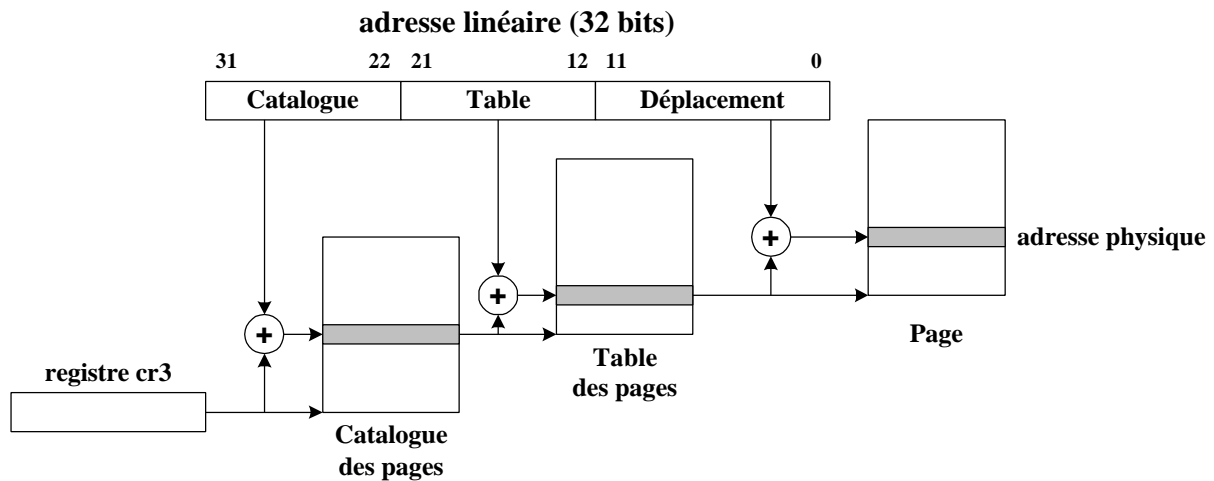 adresse linéaire (32 bits)
31 22 21 12 11 0
Catalogue Table Déplacement
+
adresse physique
+
+
Page
Table
des pages
registre cr3
Catalogue
des pages